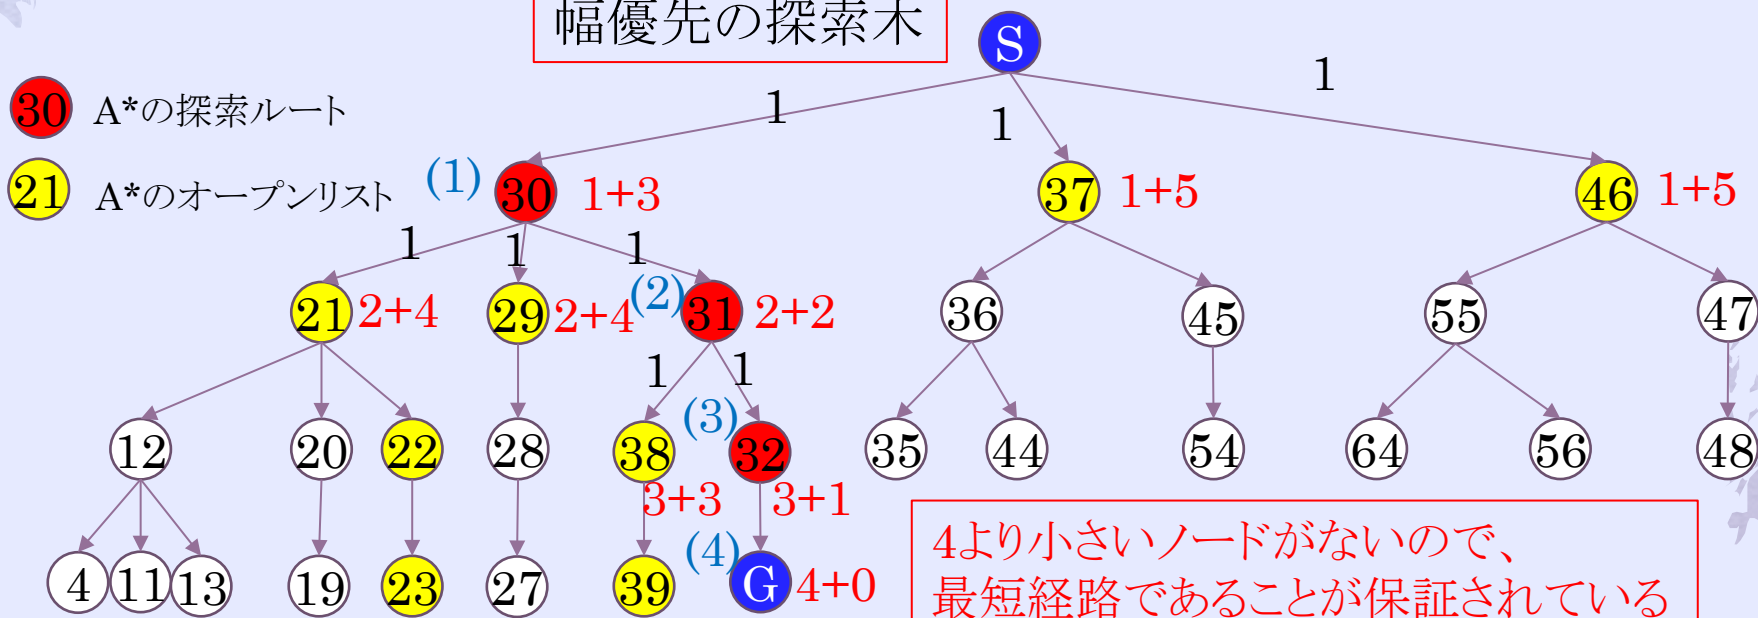 幅優先の探索木
S
30 A*の探索ルート
1 1 1
21 A*のオープンリスト
(1) 30 1+3 37 1+5 46 1+5
1 1 1
21 2+4 29 2+4 (2) 31 2+2 36 45 55 47
1 1
(3)
12 20 22 28 38 32 35 44 54 64 56 48
3+3 3+1
(4)
4 11 13 19 23 27 39 G 4+0
4より小さいノードがないので、
最短経路であることが保証されている